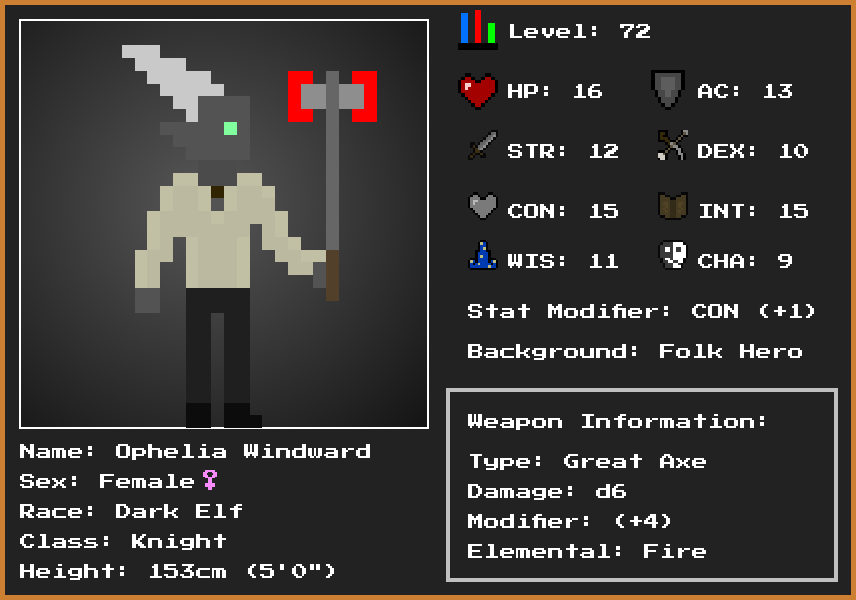 Level: 72
HP: 16
AC: 13
STR: 12
DEX: 10
CON: 15
INT: 15
WIS: 11
CHA: 9
Stat Modifier: CON (+1)
Background: Folk Hero
Name: Ophelia Windward
Sex: Female♀
Race: Dark Elf
Class: Knight
Height: 153cm (5'0")
Weapon Information:
Type: Great Axe
Damage: d6
Modifier: (+4)
Elemental: Fire